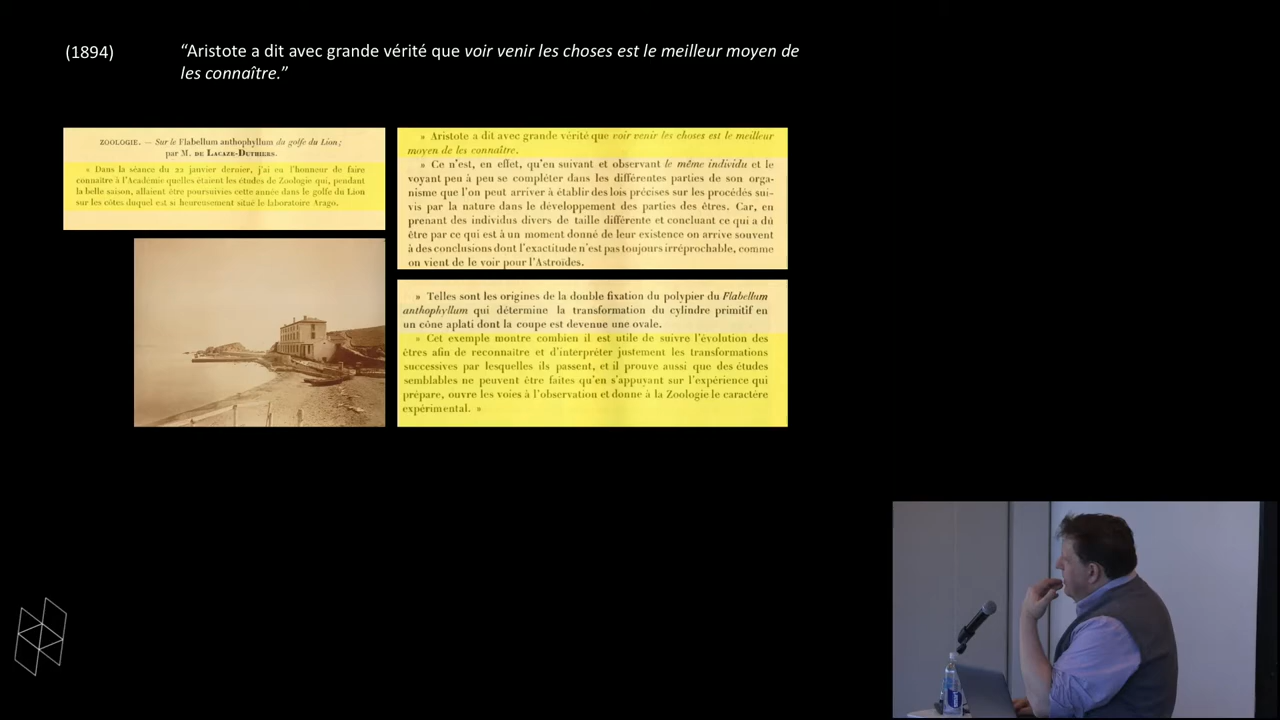 (1894)
“Aristote a dit avec grande vérité que voir venir les choses est le meilleur moyen de
les connaître.”
ZOOLOGIE. — Sur le Flabellum anthophyllum du golfe du Lion;
par M. de Lacaze-Duthiers.
» Dans la séance du 22 janvier dernier, j'ai eu l'honneur de faire
connaître à l'Académie quelles étaient les études de Zoologie qui, pendant
la belle saison, allaient être poursuivies cette année dans le golfe du Lion
sur les côtes duquel est si heureusement situé le laboratoire Arago.
» Aristote a dit avec grande vérité que voir venir les choses est le meilleur
moyen de les connaître.
» Ce n'est, en effet, qu'en suivant et observant le même individu et le
voyant peu à peu se compléter dans les différentes parties de son orga-
nisme que l'on peut arriver à établir des lois précises sur les procédés sui-
vis par la nature dans le développement des parties des êtres. Car, en
prenant des individus divers de taille différente et concluant ce qui a dû
être par ce qui est à un moment donné de leur existence on arrive souvent
à des conclusions dont l'exactitude n'est pas toujours irréprochable, comme
on vient de le voir pour l'Astroïdes.
» Telles sont les origines de la double fixation du polypier du Flabellum
anthophyllum qui détermine la transformation du cylindre primitif en
un cône aplati dont la coupe est devenue une ovale.
» Cet exemple montre combien il est utile de suivre l'évolution des
êtres afin de reconnaître et d'interpréter justement les transformations
successives par lesquelles ils passent, et il prouve aussi que des études
semblables ne peuvent être faites qu'en s'appuyant sur l'expérience qui
prépare, ouvre les voies à l'observation et donne à la Zoologie le caractère
expérimental. »